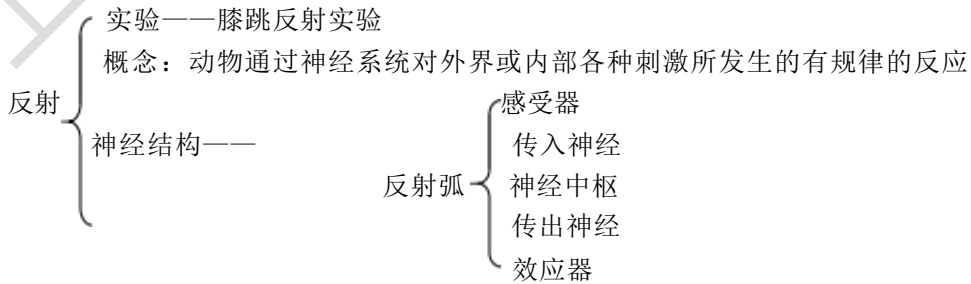 实验——膝跳反射实验
概念：动物通过神经系统对外界或内部各种刺激所发生的有规律的反应
反射
感受器
神经结构——
传入神经
反射弧
神经中枢
传出神经
效应器